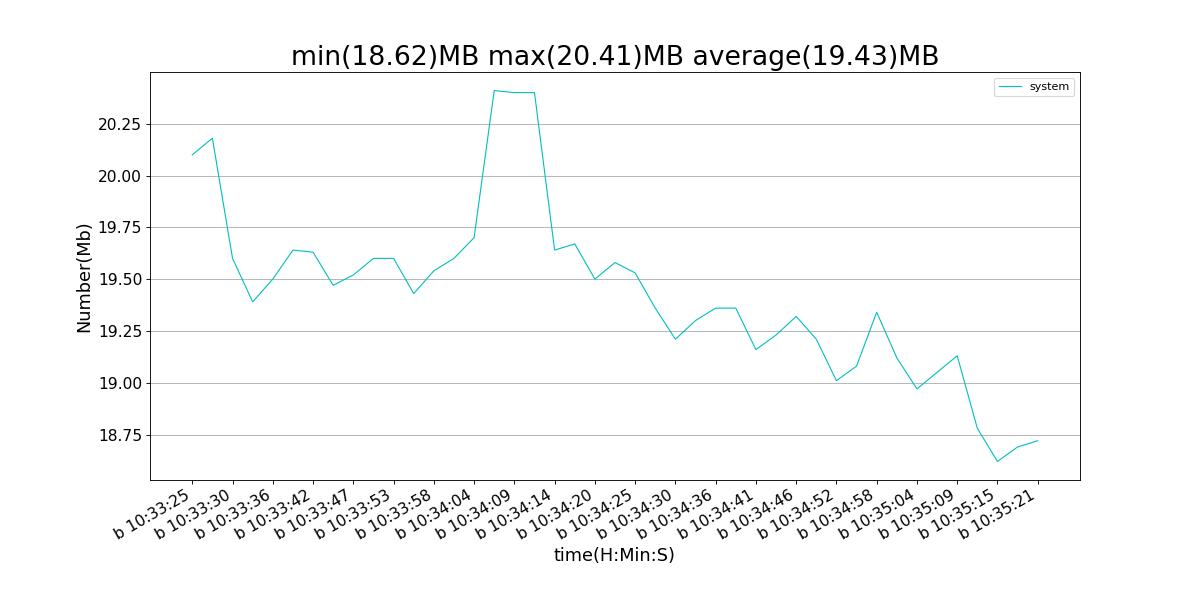 min(18.62)MB max(20.41)MB average(19.43)MB
system
20.25
20.00
19.75
19.50
19.25
19.00
18.75
Number(Mb)
b 10:33:25
b 10:33:30
b 10:33:36
b 10:33:42
b 10:33:47
b 10:33:53
b 10:33:58
b 10:34:04
b 10:34:09
b 10:34:14
b 10:34:20
b 10:34:25
b 10:34:30
b 10:34:36
b 10:34:41
b 10:34:46
b 10:34:52
b 10:34:58
b 10:35:04
b 10:35:09
b 10:35:15
b 10:35:21
time(H:Min:S)